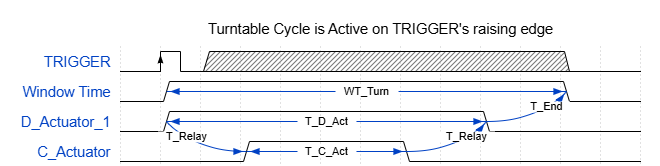 Turntable Cycle is Active on TRIGGER's raising edge
TRIGGER
Window Time
WT_Turn
T_End
D_Actuator_1
T_D_Act
T_Relay
T_Relay
C_Actuator
T_C_Act